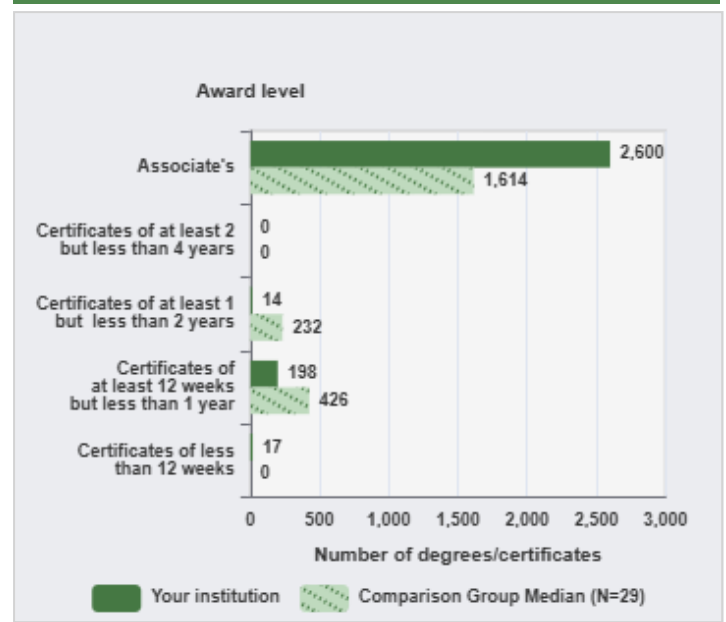 Award level
Associate's
2,600
1,614
Certificates of at least 2
but less than 4 years
0
0
Certificates of at least 1
but less than 2 years
14
232
Certificates of
at least 12 weeks
but less than 1 year
198
426
Certificates of less
than 12 weeks
17
0
0 500 1,000 1,500 2,000 2,500 3,000
Number of degrees/certificates
Your institution Comparison Group Median (N=29)